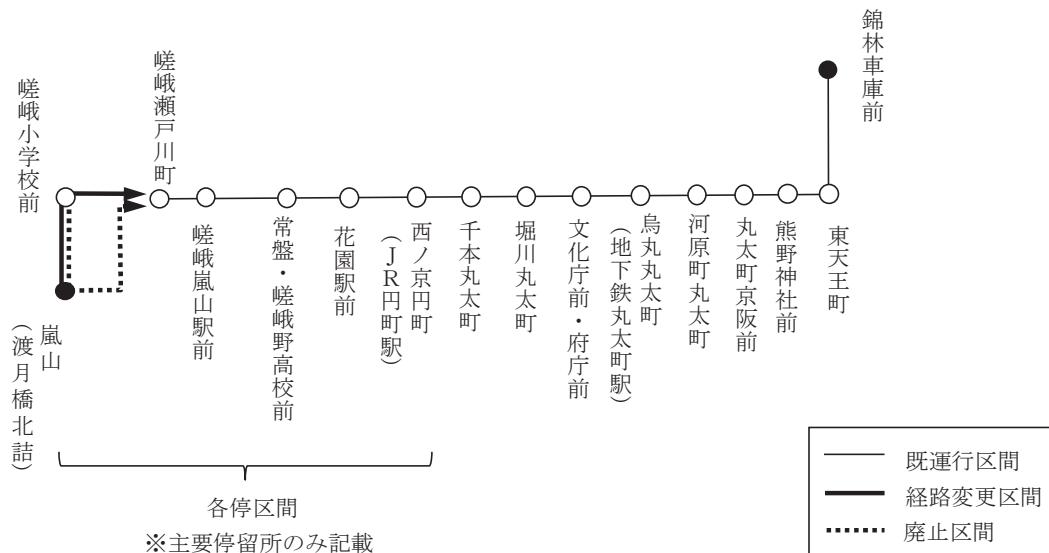 錦林車庫前
嵯峨小学校前
嵯峨瀬戸川町
嵐山
(渡月橋北詰)
嵯峨嵐山駅前
常盤・嵯峨野高校前
花園駅前
西ノ京円町
(JR円町駅)
千本丸太町
堀川丸太町
文化庁前・府庁前
烏丸丸太町
(地下鉄丸太町駅)
河原町丸太町
丸太町京阪前
熊野神社前
東天王町
各停区間
※主要停留所のみ記載
既運行区間
経路変更区間
廃止区間